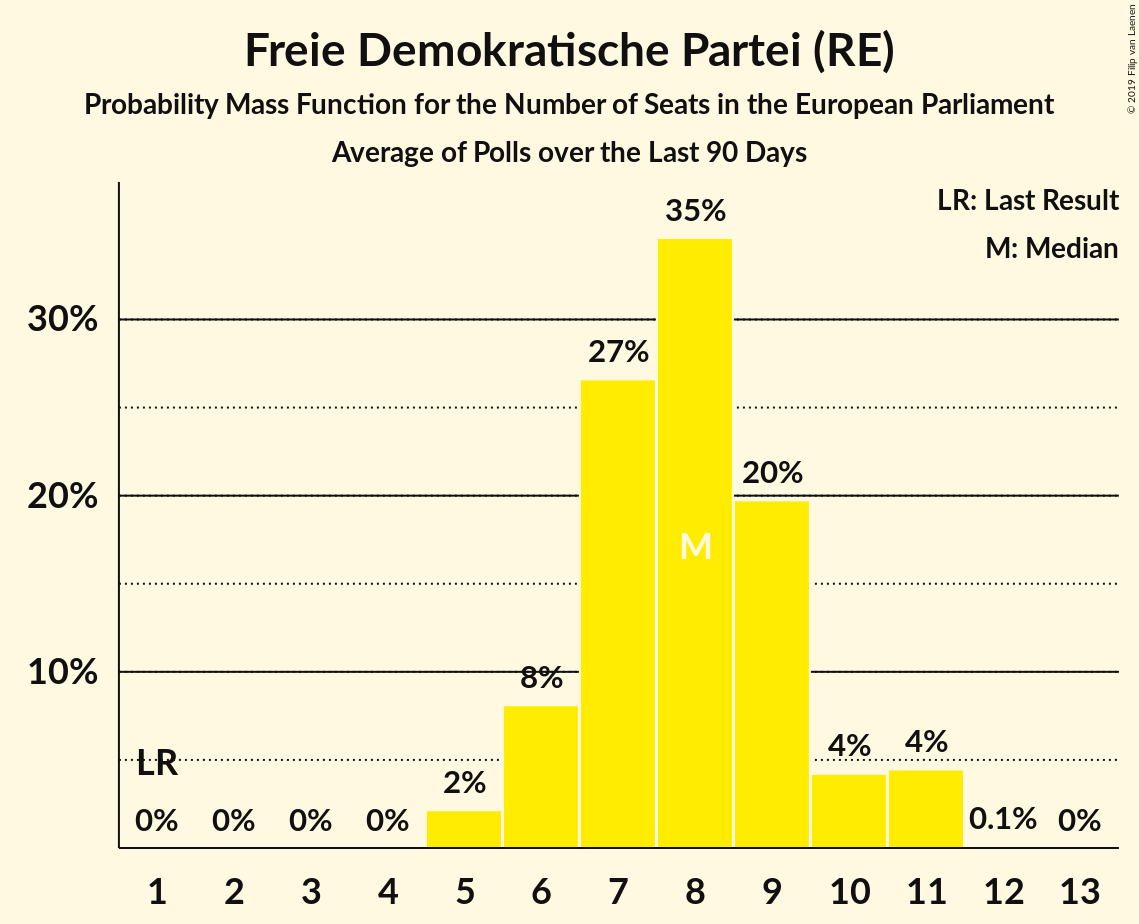 Freie Demokratische Partei (RE)
Probability Mass Function for the Number of Seats in the European Parliament
Average of Polls over the Last 90 Days
© 2019 Filip van Laenen
LR: Last Result
M: Median
35%
30%
27%
20%
20%
M
10%
8%
LR
2%
4%
4%
0%
0%
0%
0%
0.1%
0%
1 2 3 4 5 6 7 8 9 10 11 12 13